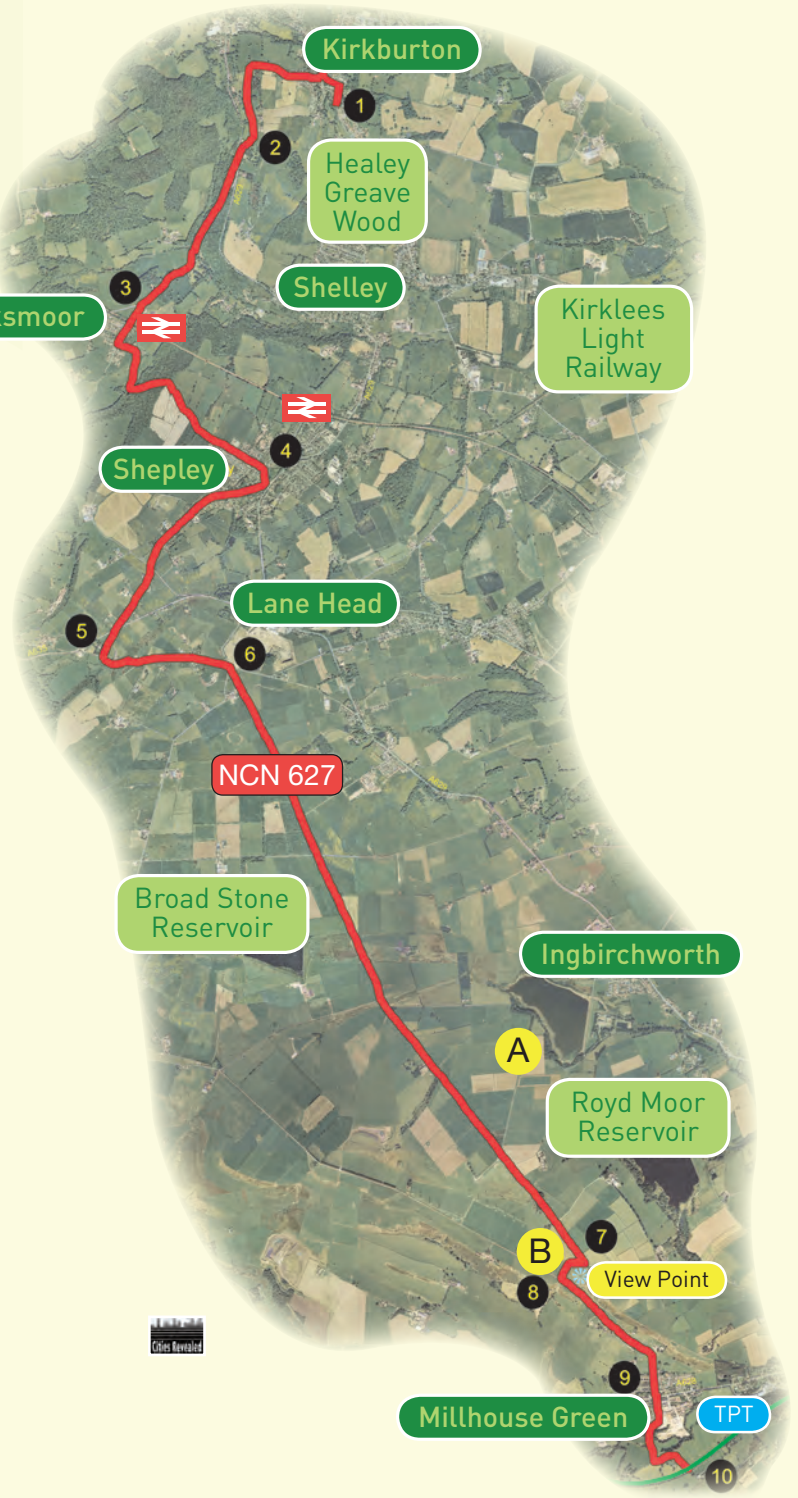 Kirkburton
1
2
Healey
Greave
Wood
3
Shelley
ksmoor
Kirklees
Light
Railway
4
Shepley
Lane Head
5
6
NCN 627
Broad Stone
Reservoir
Ingbirchworth
A
Royd Moor
Reservoir
7
B
View Point
8
Cities Revealed
9
Millhouse Green
TPT
10